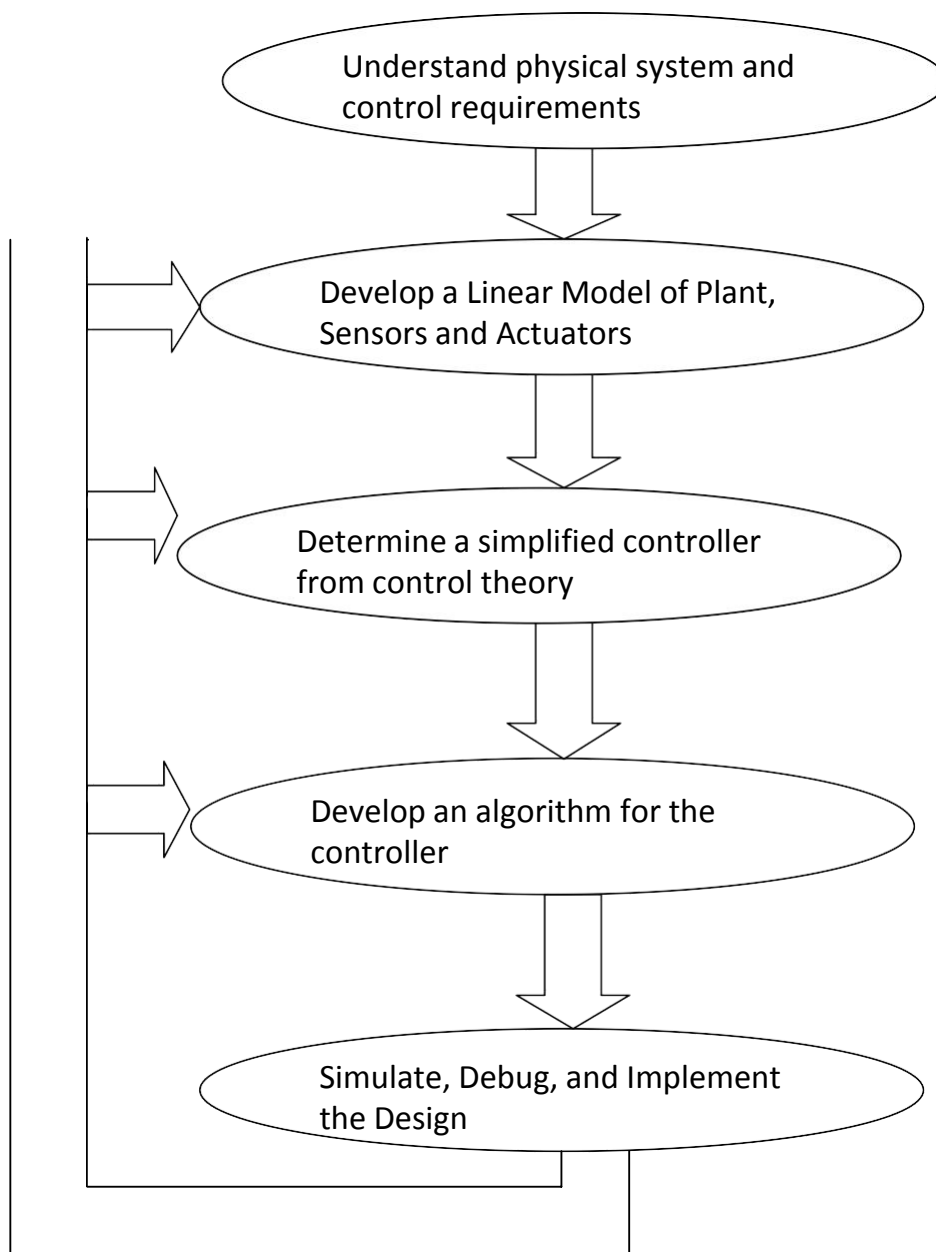 Understand physical system and
control requirements
Develop a Linear Model of Plant,
Sensors and Actuators
Determine a simplified controller
from control theory
Develop an algorithm for the
controller
Simulate, Debug, and Implement
the Design